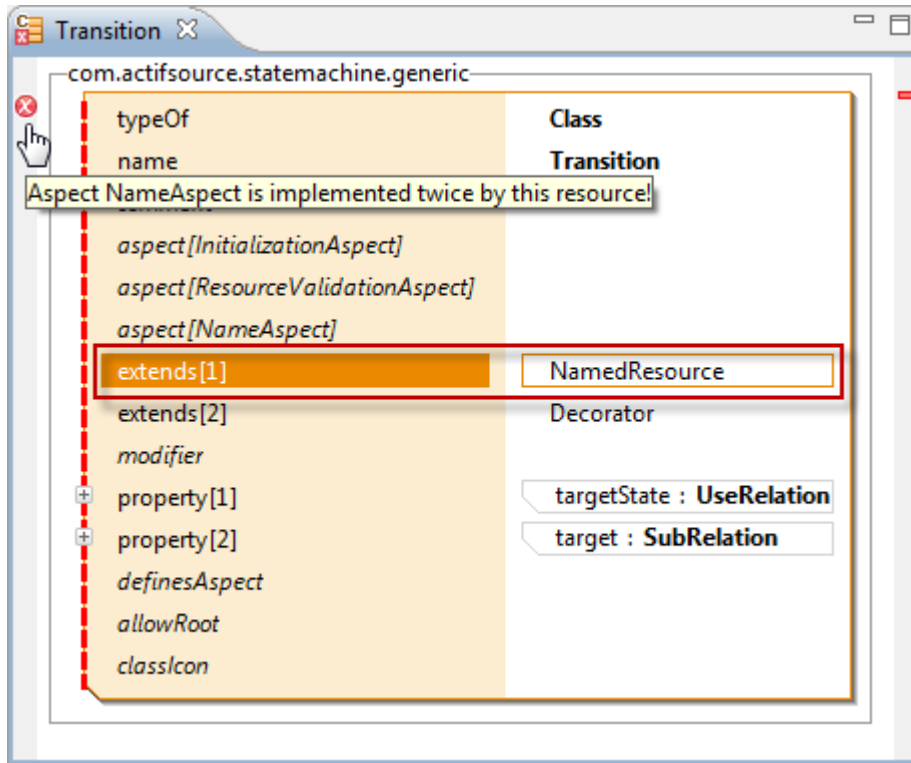 Transition
com.actifsource.statemachine.generic
typeOf Class
name Transition
Aspect NameAspect is implemented twice by this resource!
aspect[InitializationAspect]
aspect[ResourceValidationAspect]
aspect[NameAspect]
extends[1] NamedResource
extends[2] Decorator
modifier
property[1] targetState : UseRelation
property[2] target : SubRelation
definesAspect
allowRoot
classIcon